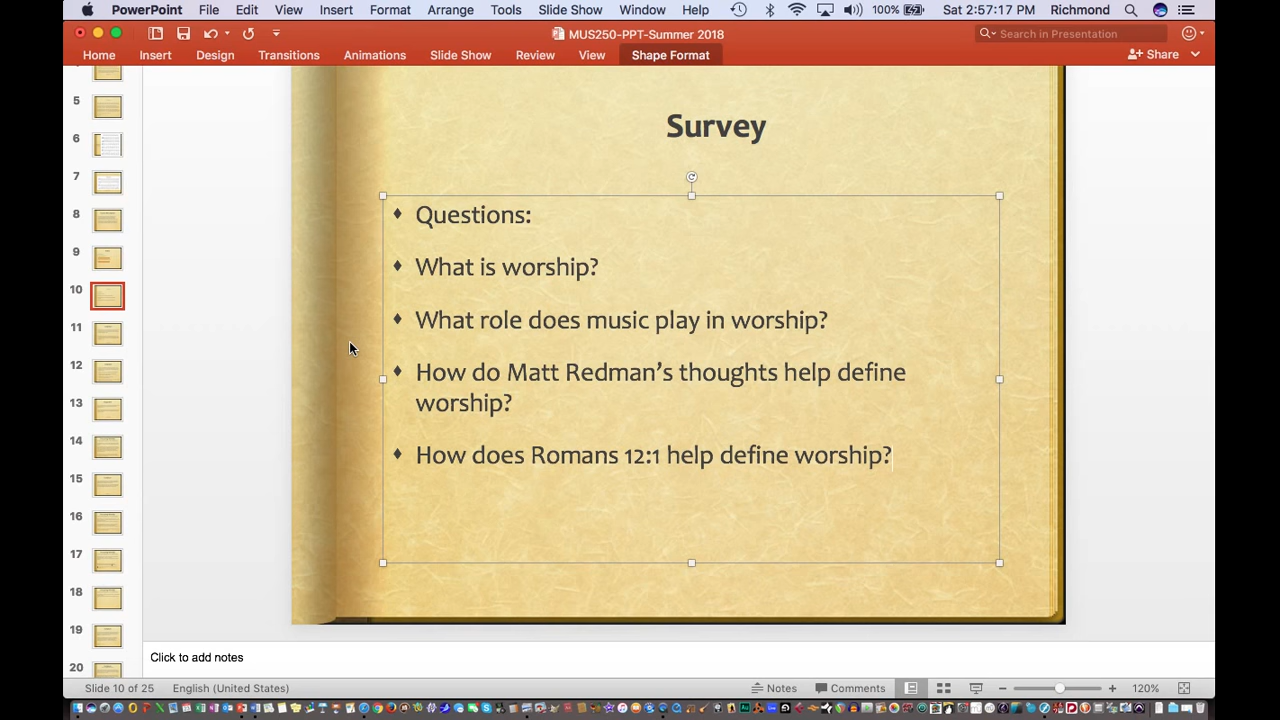 PowerPoint File Edit View Insert Format Arrange Tools Slide Show Window Help 100% Sat 2:57:17 PM Richmond
MUS250-PPT-Summer 2018
Search in Presentation
Home Insert Design Transitions Animations Slide Show Review View Shape Format Share
5
6
7
8
9
10
11
12
13
14
15
16
17
18
19
20
Survey
Questions:
What is worship?
What role does music play in worship?
How do Matt Redman’s thoughts help define
worship?
How does Romans 12:1 help define worship?
Click to add notes
Slide 10 of 25 English (United States) Notes Comments 120%